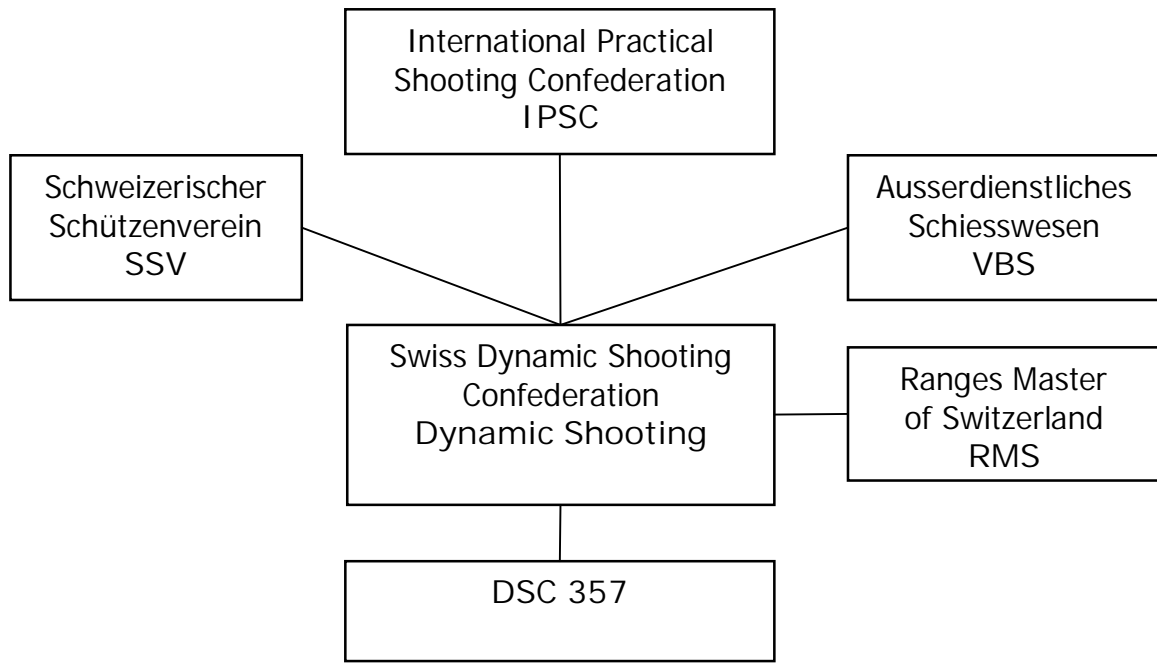 International Practical
Shooting Confederation
IPSC
Schweizerischer
Schützenverein
SSV
Ausserdienstliches
Schiesswesen
VBS
Swiss Dynamic Shooting
Confederation
Dynamic Shooting
Ranges Master
of Switzerland
RMS
DSC 357